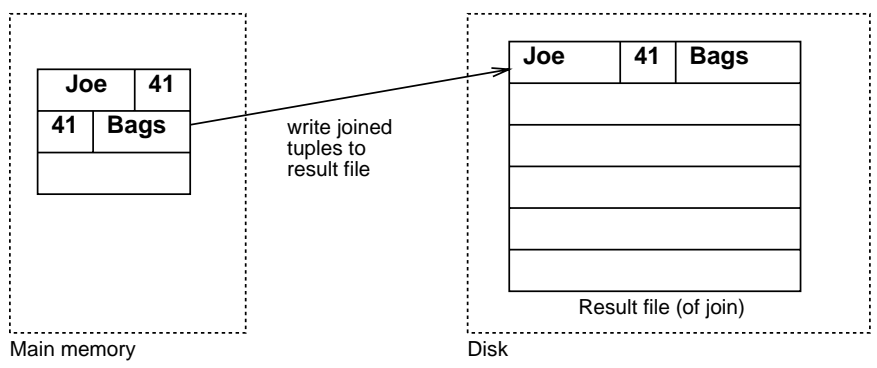 Joe 41
41 Bags
write joined
tuples to
result file
Main memory
Joe 41 Bags
Result file (of join)
Disk